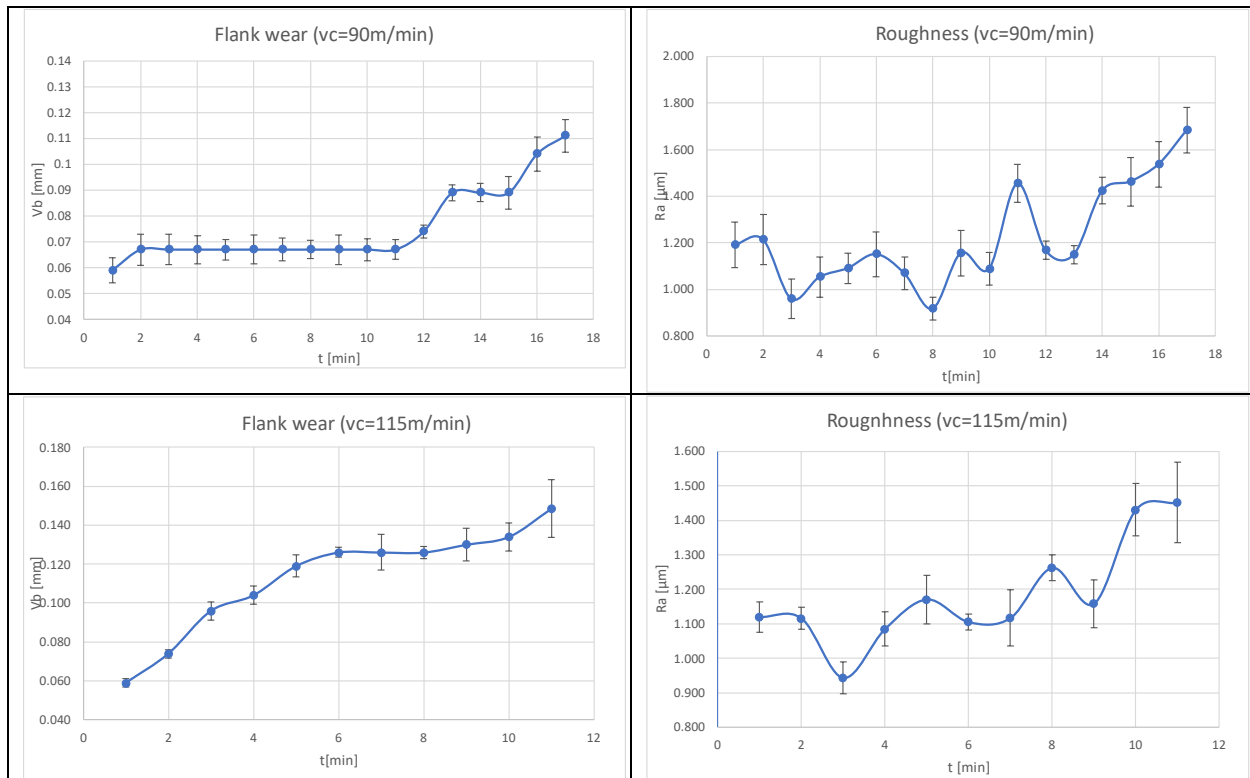 Flank wear (vc=90m/min)
0.14
0.13
0.12
0.11
0.1
0.09
0.08
0.07
0.06
0.05
0.04
Vb [mm]
0 2 4 6 8 10 12 14 16 18
t [min]
Roughness (vc=90m/min)
2.000
1.800
1.600
1.400
1.200
1.000
0.800
Ra [µm]
0 2 4 6 8 10 12 14 16 18
t[min]
Flank wear (vc=115m/min)
0.180
0.160
0.140
0.120
0.100
0.080
0.060
0.040
Vb [mm]
0 2 4 6 8 10 12
t[min]
Rougnhness (vc=115m/min)
1.600
1.500
1.400
1.300
1.200
1.100
1.000
0.900
0.800
Ra [µm]
0 2 4 6 8 10 12
t [min]